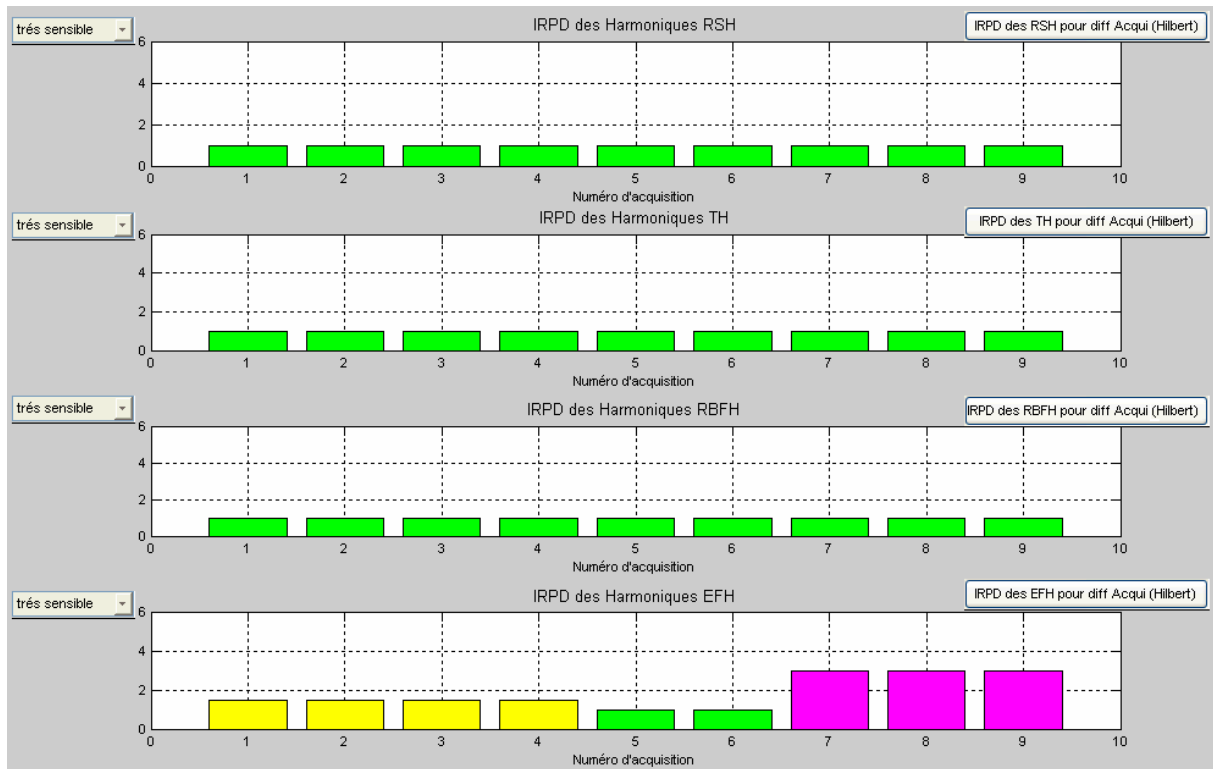 trés sensible
IRPD des Harmoniques RSH
IRPD des RSH pour diff Acqui (Hilbert)
6
4
2
0
0 1 2 3 4 5 6 7 8 9 10
Numéro d'acquisition
trés sensible
IRPD des Harmoniques TH
IRPD des TH pour diff Acqui (Hilbert)
6
4
2
0
0 1 2 3 4 5 6 7 8 9 10
Numéro d'acquisition
trés sensible
IRPD des Harmoniques RBFH
IRPD des RBFH pour diff Acqui (Hilbert)
6
4
2
0
0 1 2 3 4 5 6 7 8 9 10
Numéro d'acquisition
trés sensible
IRPD des Harmoniques EFH
IRPD des EFH pour diff Acqui (Hilbert)
6
4
2
0
0 1 2 3 4 5 6 7 8 9 10
Numéro d'acquisition